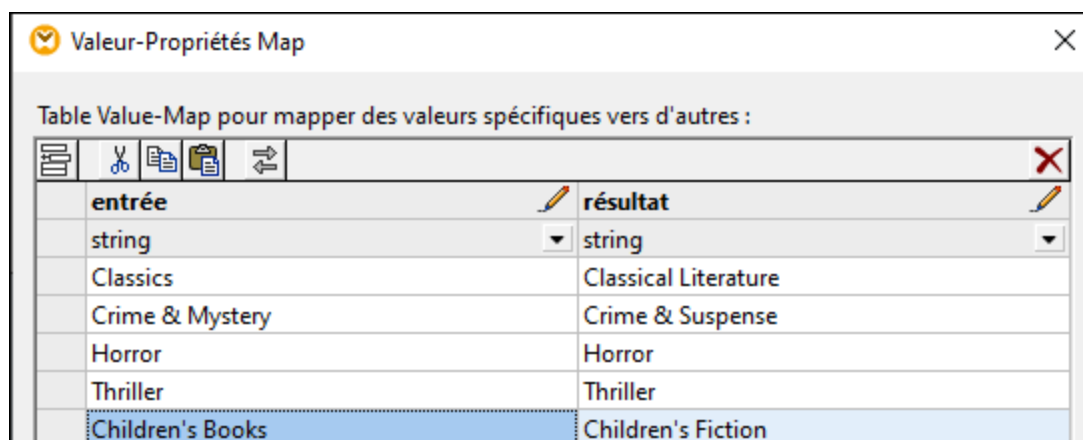 Valeur-Propriétés Map
Table Value-Map pour mapper des valeurs spécifiques vers d'autres :
entrée résultat
string string
Classics Classical Literature
Crime & Mystery Crime & Suspense
Horror Horror
Thriller Thriller
Children's Books Children's Fiction